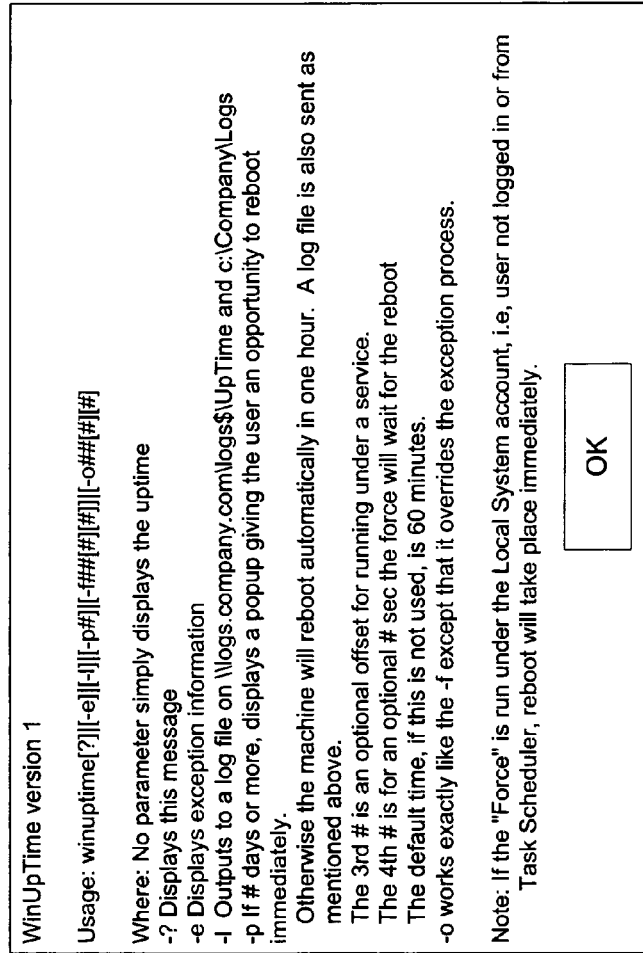 WinUpTime version 1
Usage: winuptime[?]|[-e]|[-l]|[-p#]|[-f##[#][#]]|[-o##[#][#]
Where: No parameter simply displays the uptime
-? Displays this message
-e Displays exception information
-l Outputs to a log file on \\logs.company.com\logs$\UpTime and c:\Company\Logs
-p If # days or more, displays a popup giving the user an opportunity to reboot
immediately.
Otherwise the machine will reboot automatically in one hour. A log file is also sent as
mentioned above.
The 3rd # is an optional offset for running under a service.
The 4th # is for an optional # sec the force will wait for the reboot
The default time, if this is not used, is 60 minutes.
-o works exactly like the -f except that it overrides the exception process.
Note: If the "Force" is run under the Local System account, i.e, user not logged in or from
Task Scheduler, reboot will take place immediately.
OK